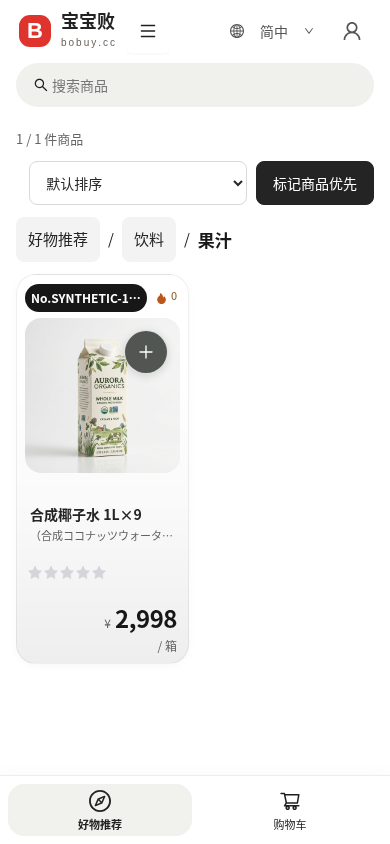 B 宝宝败
bobuy.cc
简中
搜索商品
1 / 1 件商品
默认排序
标记商品优先
好物推荐 / 饮料 / 果汁
No.SYNTHETIC-1…
0
AURORA
ORGANICS
WHOLE MILK
合成椰子水 1L×9
（合成ココナッツウォータ…
¥ 2,998
/ 箱
好物推荐
购物车